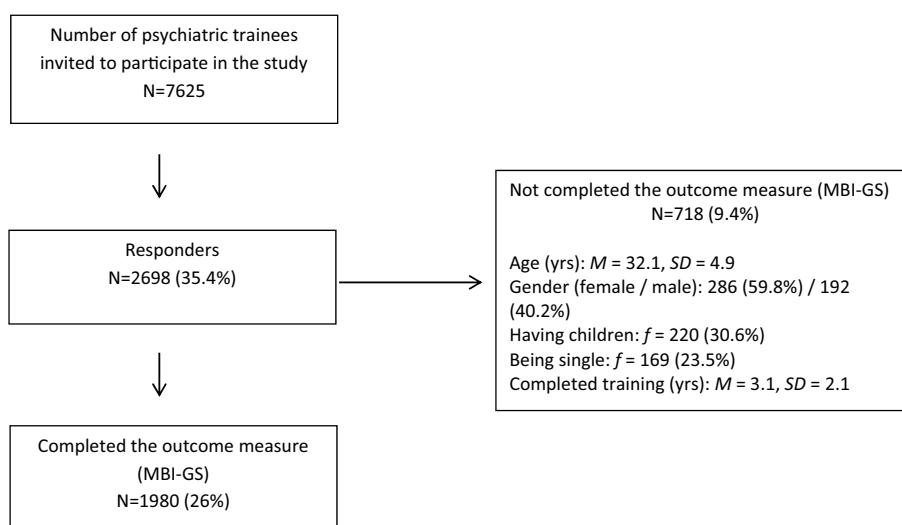 Number of psychiatric trainees
invited to participate in the study
N=7625
Responders
N=2698 (35.4%)
Not completed the outcome measure (MBI-GS)
N=718 (9.4%)
Age (yrs): M = 32.1, SD = 4.9
Gender (female / male): 286 (59.8%) / 192
(40.2%)
Having children: f = 220 (30.6%)
Being single: f = 169 (23.5%)
Completed training (yrs): M = 3.1, SD = 2.1
Completed the outcome measure
(MBI-GS)
N=1980 (26%)